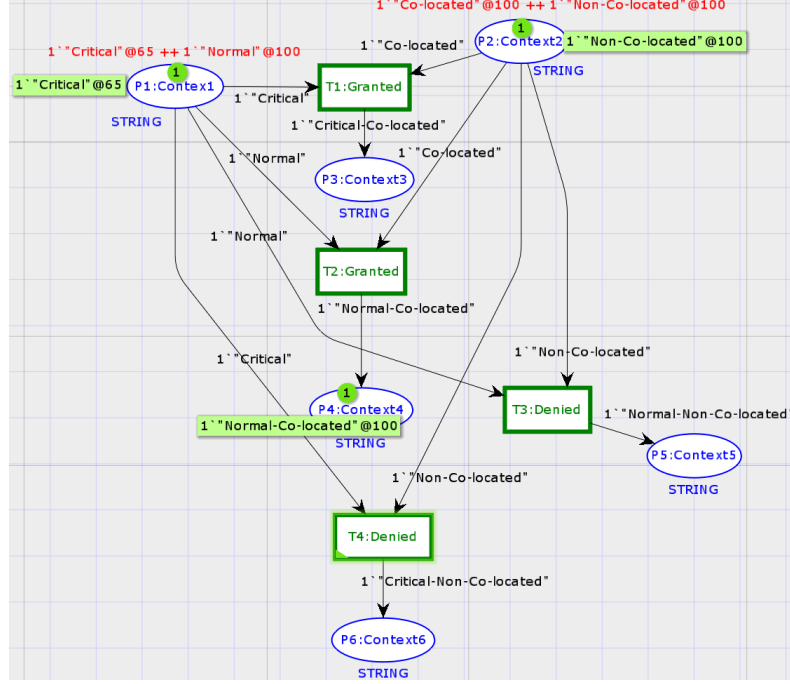 1`"Co-located"@100 ++ 1`"Non-Co-located"@100
1
1`"Co-located"
P2:Context2
1`"Non-Co-located"@100
1`"Critical"@65 ++ 1`"Normal"@100
STRING
1
1`"Critical"@65
P1:Contex1
T1:Granted
1`"Critical"
STRING
1`"Critical-Co-located"
1`"Normal"
1`"Co-located"
P3:Context3
STRING
1`"Normal"
T2:Granted
1`"Normal-Co-located"
1`"Critical"
1`"Non-Co-located"
1
P4:Context4
T3:Denied
1`"Normal-Non-Co-located"
1`"Normal-Co-located"@100
STRING
P5:Context5
1`"Non-Co-located"
STRING
T4:Denied
1`"Critical-Non-Co-located"
P6:Context6
STRING